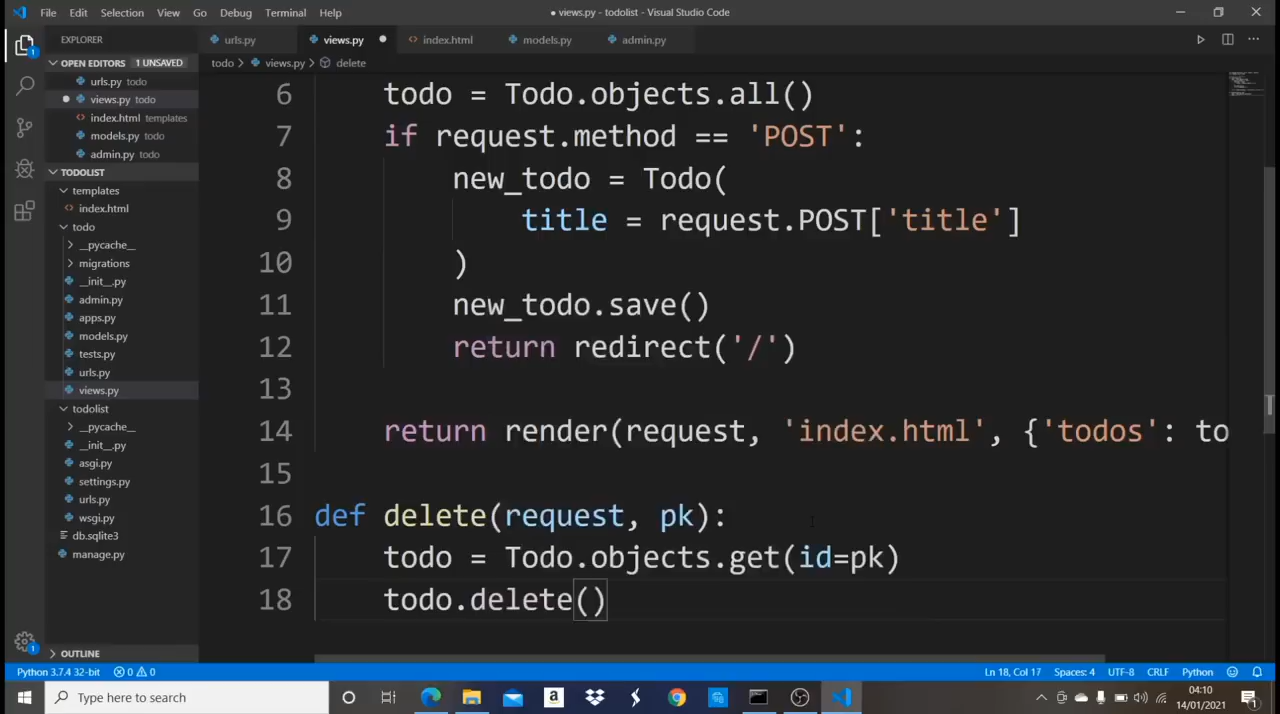 File Edit Selection View Go Debug Terminal Help
● views.py - todolist - Visual Studio Code
EXPLORER
urls.py views.py ● index.html models.py admin.py
OPEN EDITORS 1 UNSAVED
todo > views.py > delete
urls.py todo
views.py todo
index.html templates
models.py todo
admin.py todo
TODOLIST
templates
index.html
todo
__pycache__
migrations
__init__.py
admin.py
apps.py
models.py
tests.py
urls.py
views.py
todolist
__pycache__
__init__.py
asgi.py
settings.py
urls.py
wsgi.py
db.sqlite3
manage.py
OUTLINE
6 todo = Todo.objects.all()
7 if request.method == 'POST':
8 new_todo = Todo(
9 title = request.POST['title']
10 )
11 new_todo.save()
12 return redirect('/')
13
14 return render(request, 'index.html', {'todos': to
15
16 def delete(request, pk):
17 todo = Todo.objects.get(id=pk)
18 todo.delete()
Python 3.7.4 32-bit 0 0 Ln 18, Col 17 Spaces: 4 UTF-8 CRLF Python
Type here to search
04:10
14/01/2021